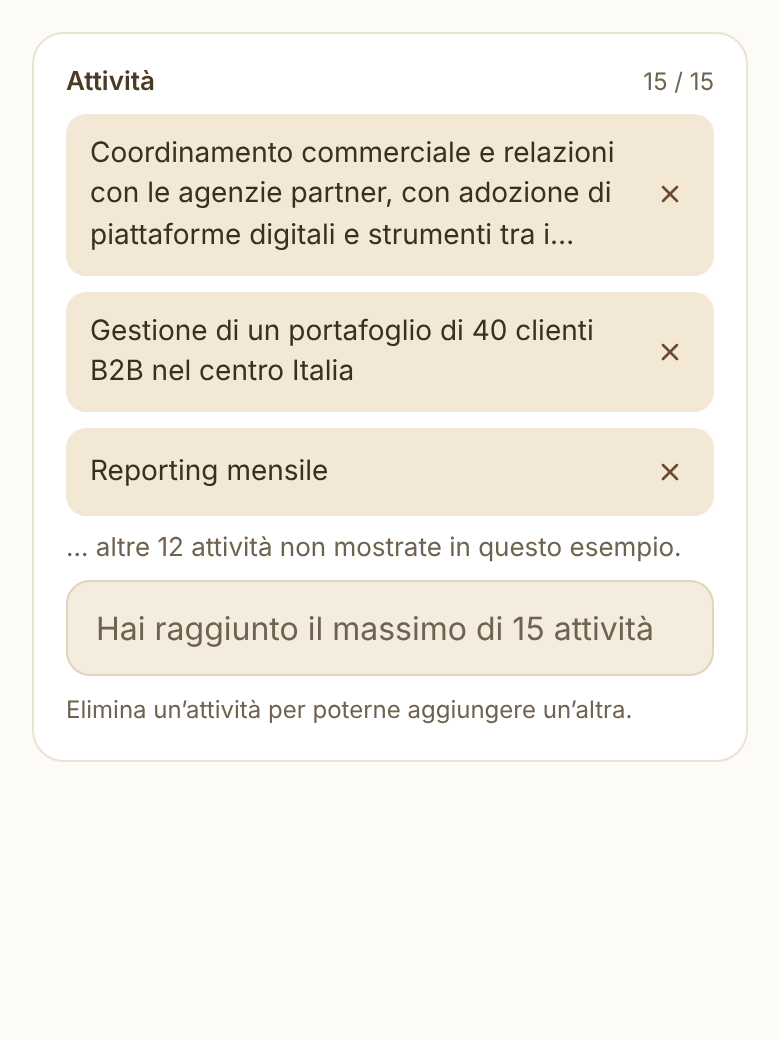 Attività
15 / 15
Coordinamento commerciale e relazioni
con le agenzie partner, con adozione di
piattaforme digitali e strumenti tra i…
Gestione di un portafoglio di 40 clienti
B2B nel centro Italia
Reporting mensile
… altre 12 attività non mostrate in questo esempio.
Hai raggiunto il massimo di 15 attività
Elimina un’attività per poterne aggiungere un’altra.